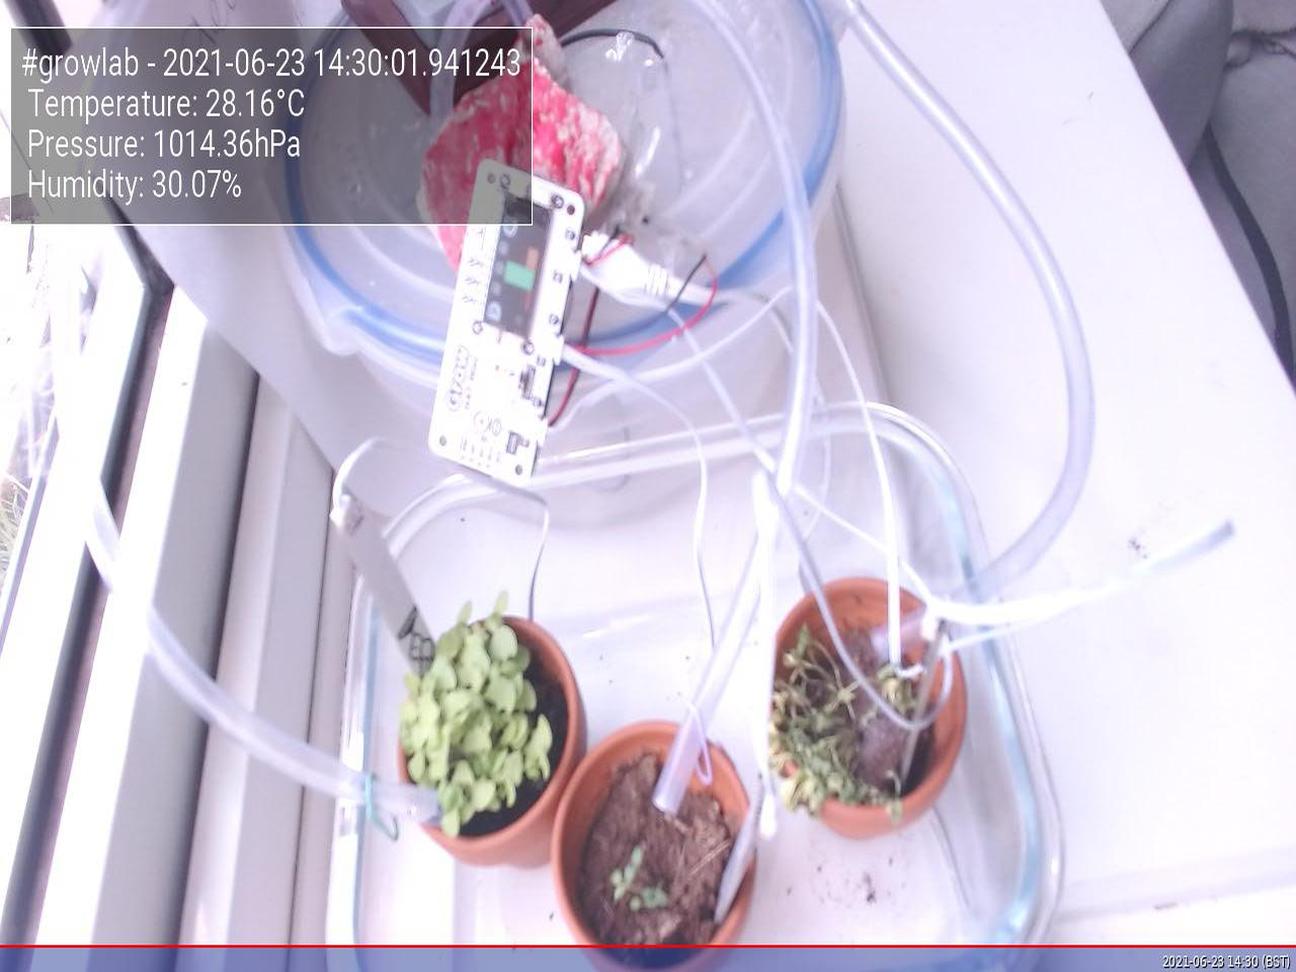 #growlab - 2021-06-23 14:30:01.941243
Temperature: 28.16°C
Pressure: 1014.36hPa
Humidity: 30.07%
2021-06-23 14:30 (BST)